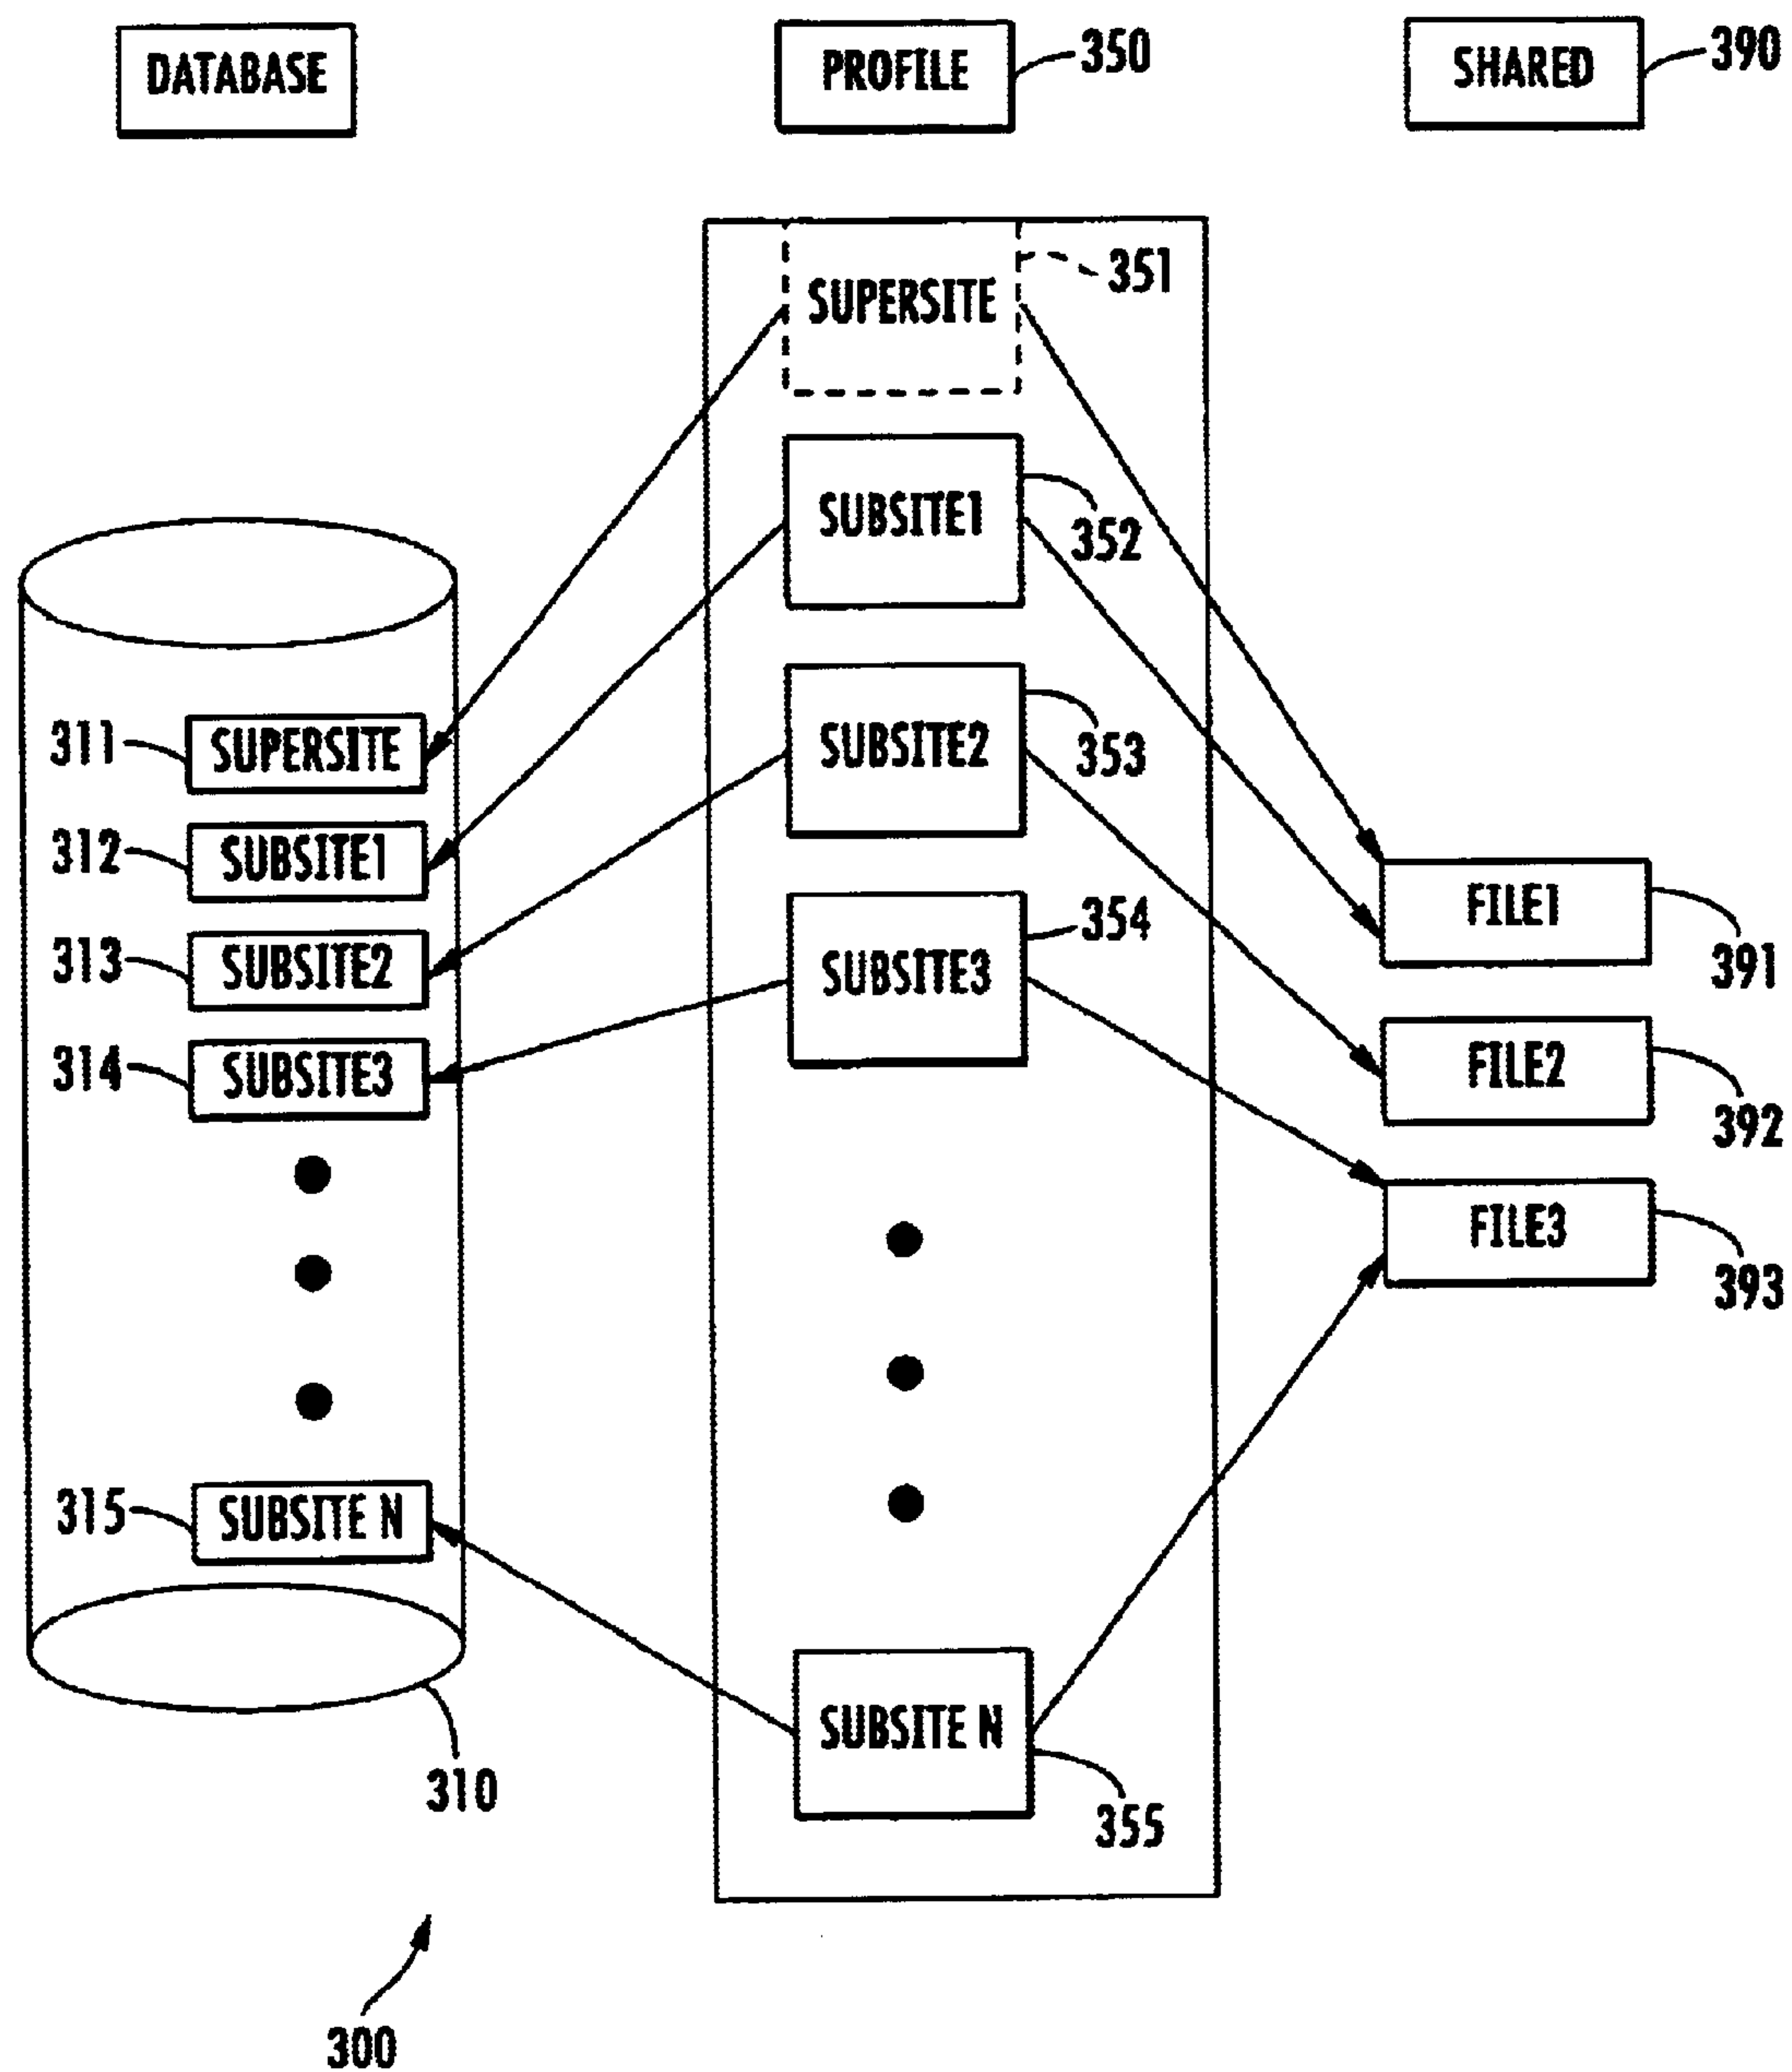 DATABASE
PROFILE
350
SHARED
390
SUPERSITE
351
SUBSITE1
352
SUBSITE2
353
SUBSITE3
354
SUBSITE N
355
311
SUPERSITE
312
SUBSITE1
313
SUBSITE2
314
SUBSITE3
315
SUBSITE N
310
FILE1
391
FILE2
392
FILE3
393
300